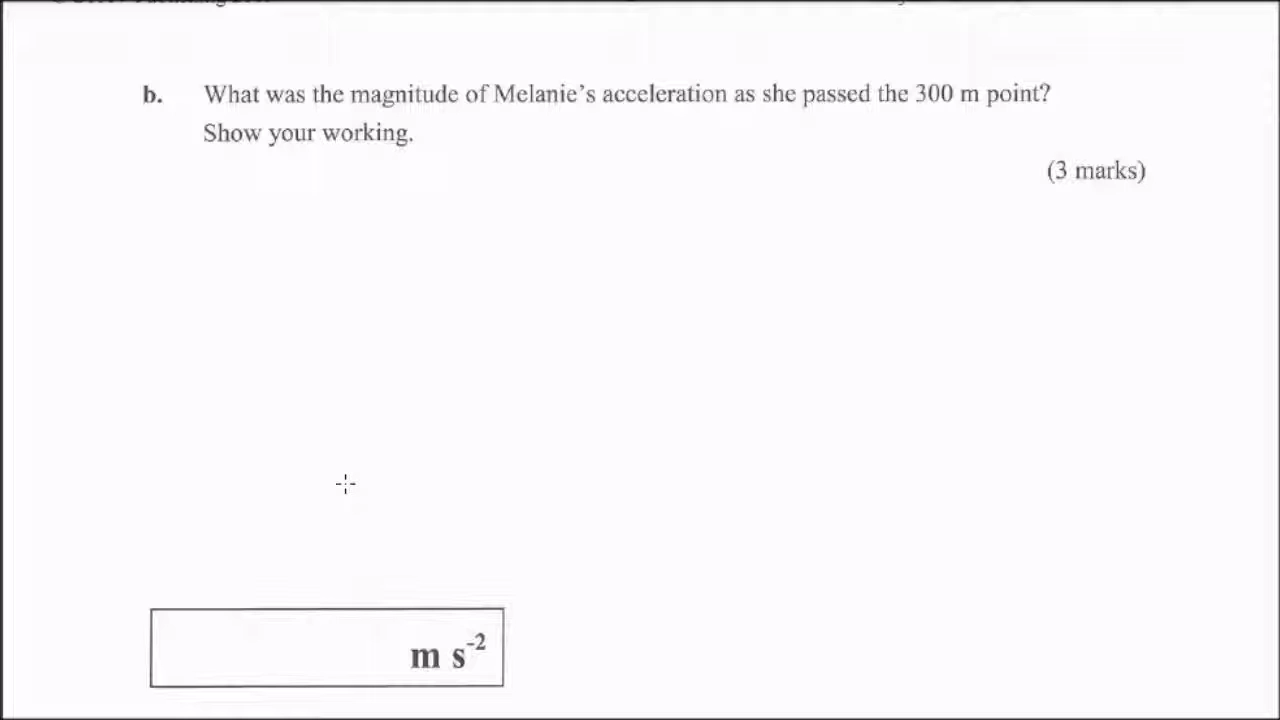 b. What was the magnitude of Melanie's acceleration as she passed the 300 m point?
Show your working.
(3 marks)
m s⁻²